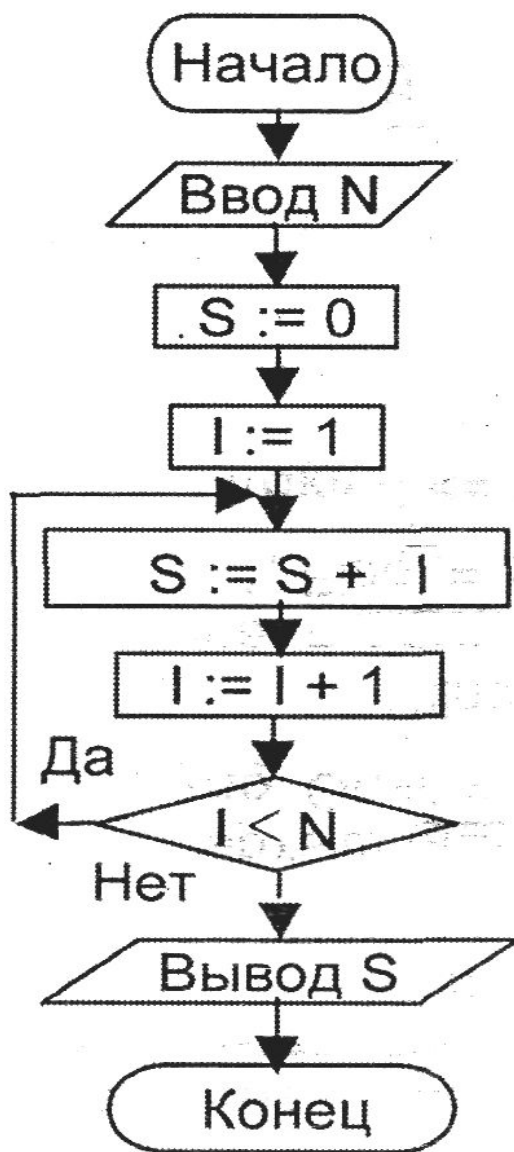 Начало
Ввод N
S := 0
I := 1
S := S + I
I := I + 1
Да
I < N
Нет
Вывод S
Конец